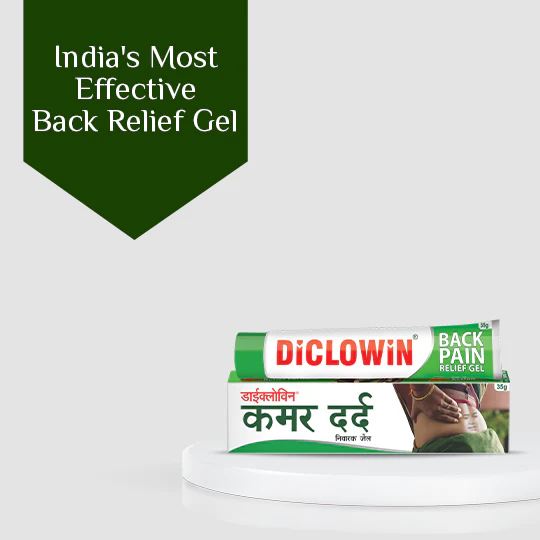 India's Most
Effective
Back Relief Gel
35g
DiCLOWiN®
BACK
PAIN
RELIEF GEL
35g
डाईक्लोविन®
कमर दर्द
निवारक जेल